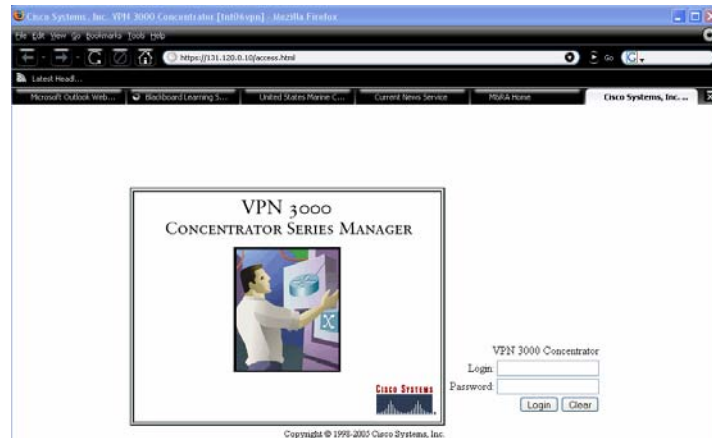 Cisco Systems, Inc. VPN 3000 Concentrator [tnt06vpn] - Mozilla Firefox
File Edit View Go Bookmarks Tools Help
https://131.120.0.10/access.html
Go
Latest Headl...
Microsoft Outlook Web...
Blackboard Learning S...
United States Marine C...
Current News Service
Home
Cisco Systems, Inc. ...
VPN 3000
CONCENTRATOR SERIES MANAGER
CISCO SYSTEMS
VPN 3000 Concentrator
Login:
Password:
Login Clear
Copyright © 1998-2005 Cisco Systems, Inc.